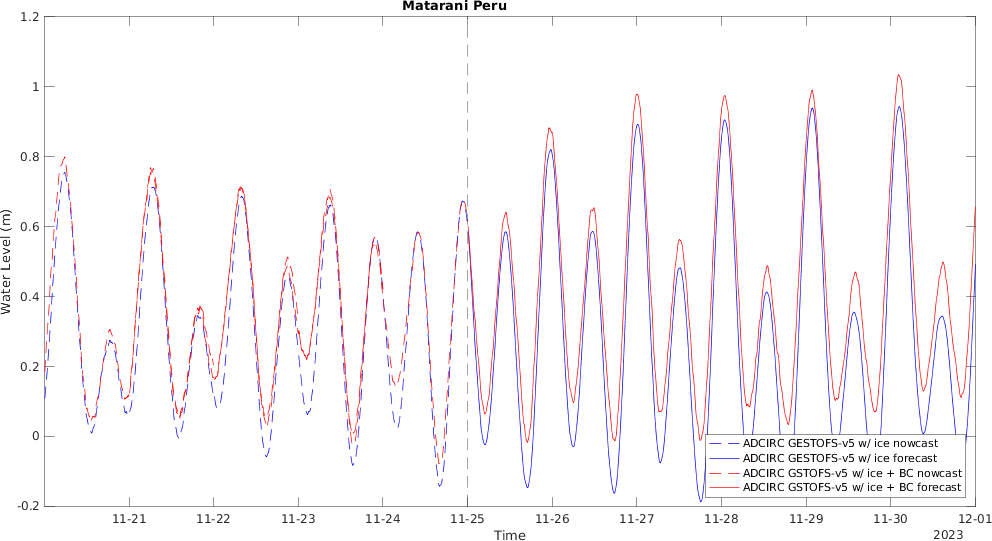 Matarani Peru
1.2
1
0.8
0.6
0.4
0.2
0
-0.2
Water Level (m)
ADCIRC GESTOFS-v5 w/ ice nowcast
ADCIRC GESTOFS-v5 w/ ice forecast
ADCIRC GSTOFS-v5 w/ ice + BC nowcast
ADCIRC GSTOFS-v5 w/ ice + BC forecast
11-21 11-22 11-23 11-24 11-25 11-26 11-27 11-28 11-29 11-30 12-01
Time
2023